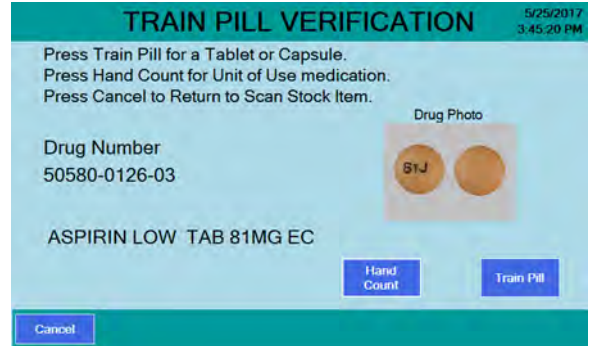 TRAIN PILL VERIFICATION
5/25/2017
3:45:20 PM
Press Train Pill for a Tablet or Capsule.
Press Hand Count for Unit of Use medication.
Press Cancel to Return to Scan Stock Item.
Drug Photo
Drug Number
50580-0126-03
81J
ASPIRIN LOW TAB 81MG EC
Hand
Count
Train Pill
Cancel